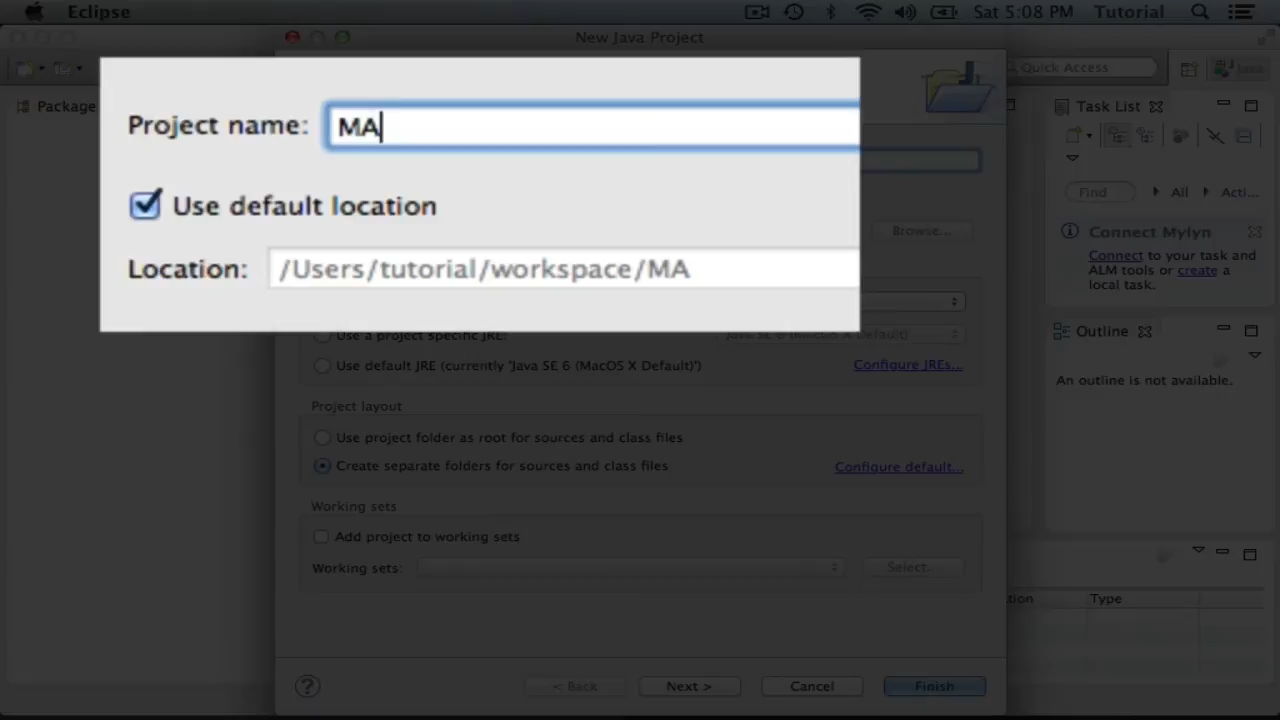 Eclipse
Sat 5:08 PM Tutorial
New Java Project
Quick Access
Java
Package
Project name: MA
Use default location
Location: /Users/tutorial/workspace/MA
Browse...
Use a project specific JRE:
Use default JRE (currently 'Java SE 6 (MacOS X Default)')
Configure JREs...
Project layout
Use project folder as root for sources and class files
Create separate folders for sources and class files
Configure default...
Working sets
Add project to working sets
Working sets:
Select...
< Back
Next >
Cancel
Finish
Task List
Find
All
Acti...
Connect Mylyn
Connect to your task and
ALM tools or create a
local task.
Outline
An outline is not available.
Type